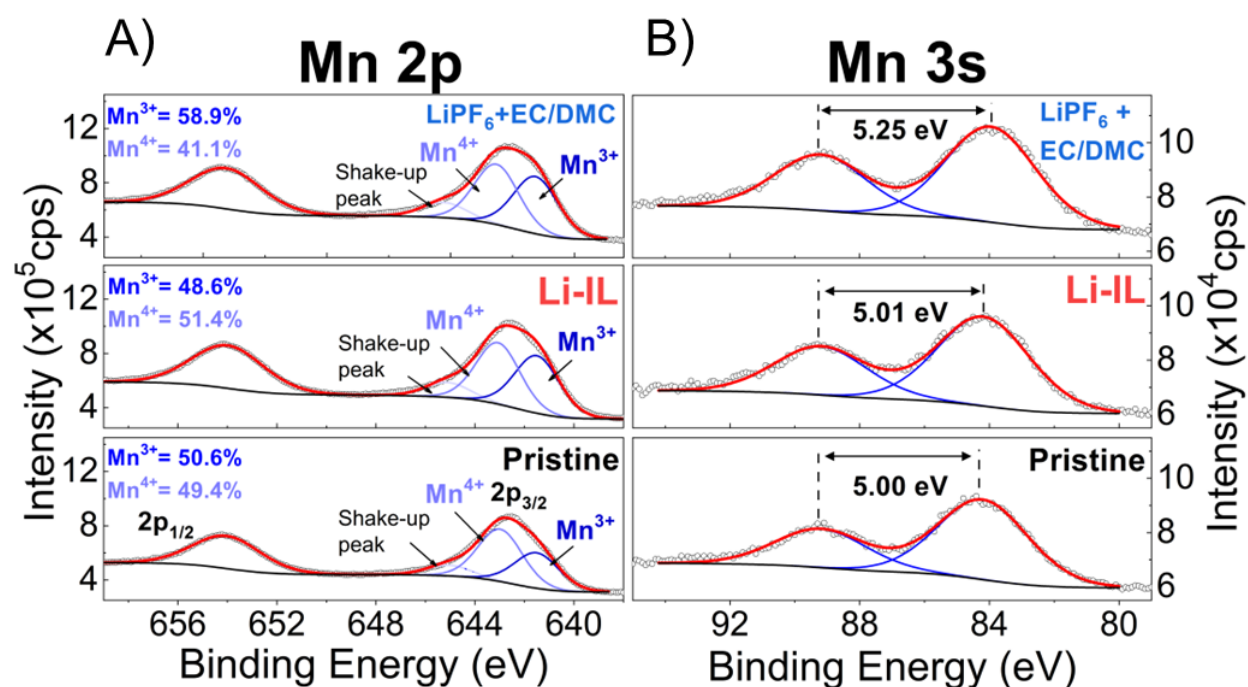 A)
Mn 2p
B)
Mn 3s
Mn³⁺= 58.9%
Mn⁴⁺= 41.1%
LiPF₆+EC/DMC
Mn⁴⁺
Mn³⁺
Shake-up
peak
12
8
4
Mn³⁺= 48.6%
Mn⁴⁺= 51.4%
Li-IL
Mn⁴⁺
Mn³⁺
Shake-up
peak
12
8
4
Mn³⁺= 50.6%
Mn⁴⁺= 49.4%
Pristine
2p₁/₂
Mn⁴⁺
2p₃/₂
Mn³⁺
Shake-up
peak
12
8
4
Intensity (x10⁵cps)
656 652 648 644 640
Binding Energy (eV)
5.25 eV
LiPF₆ +
EC/DMC
10
8
6
5.01 eV
Li-IL
10
8
6
5.00 eV
Pristine
10
8
6
Intensity (x10⁴cps)
92 88 84 80
Binding Energy (eV)